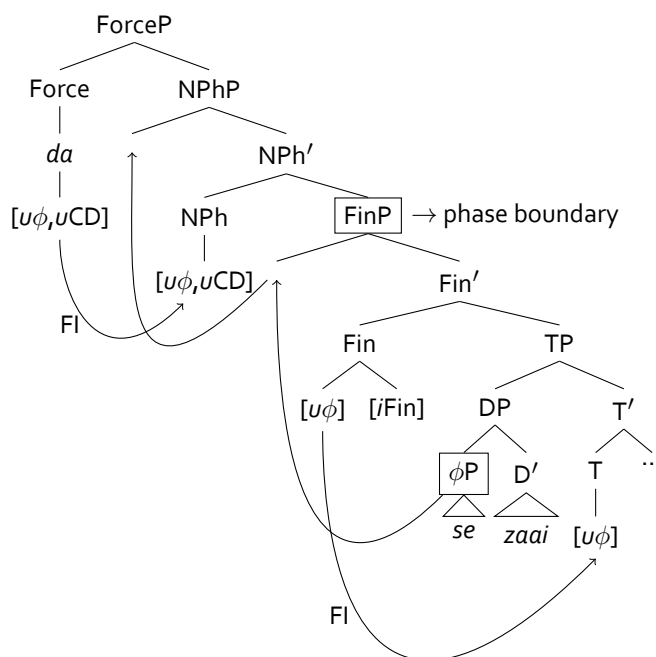 ForceP
Force NPhP
da NPh′
[uϕ,uCD] NPh FinP → phase boundary
[uϕ,uCD] Fin′
FI Fin TP
[uϕ] [iFin] DP T′
ϕP D′ T ..
se zaai [uϕ]
FI